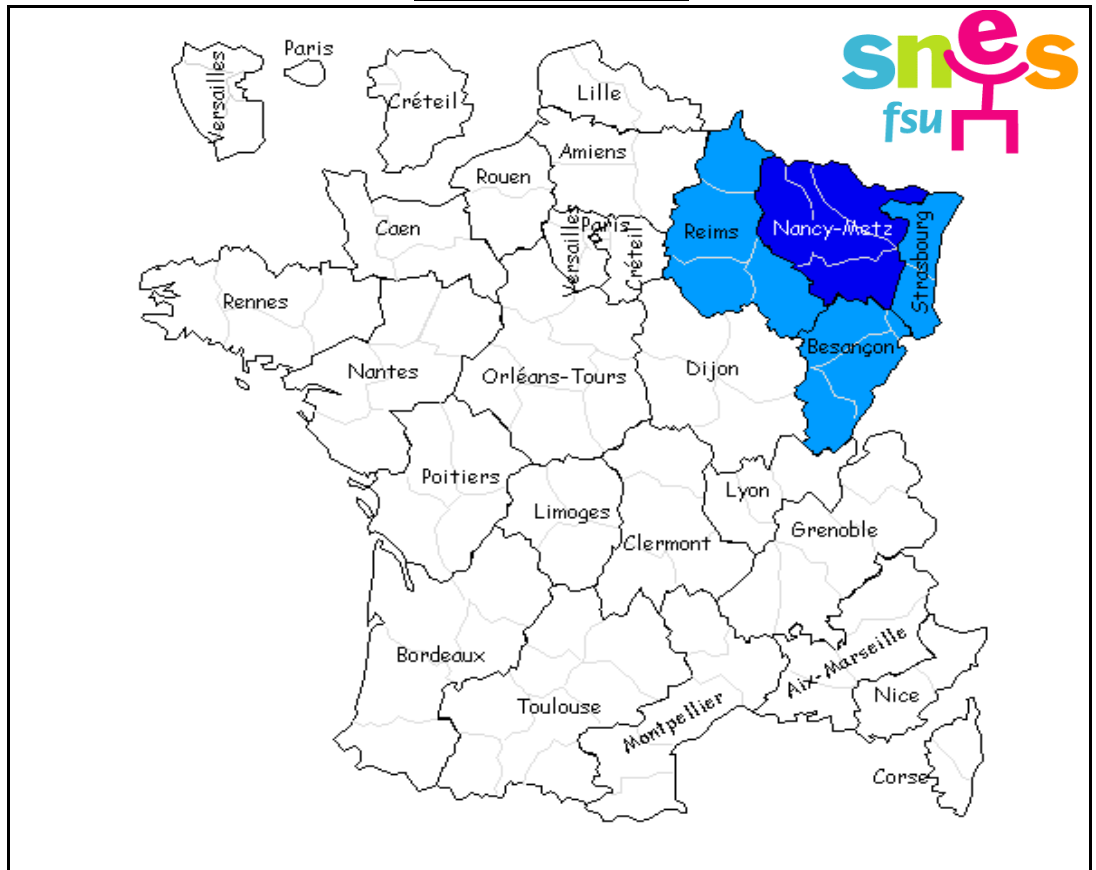 snes
fsu
Versailles
Paris
Créteil
Lille
Amiens
Rouen
Caen
Versailles
Paris
Créteil
Reims
Nancy-Metz
Strasbourg
Rennes
Nantes
Orléans-Tours
Dijon
Besançon
Poitiers
Limoges
Clermont
Lyon
Grenoble
Bordeaux
Toulouse
Montpellier
Aix-Marseille
Nice
Corse